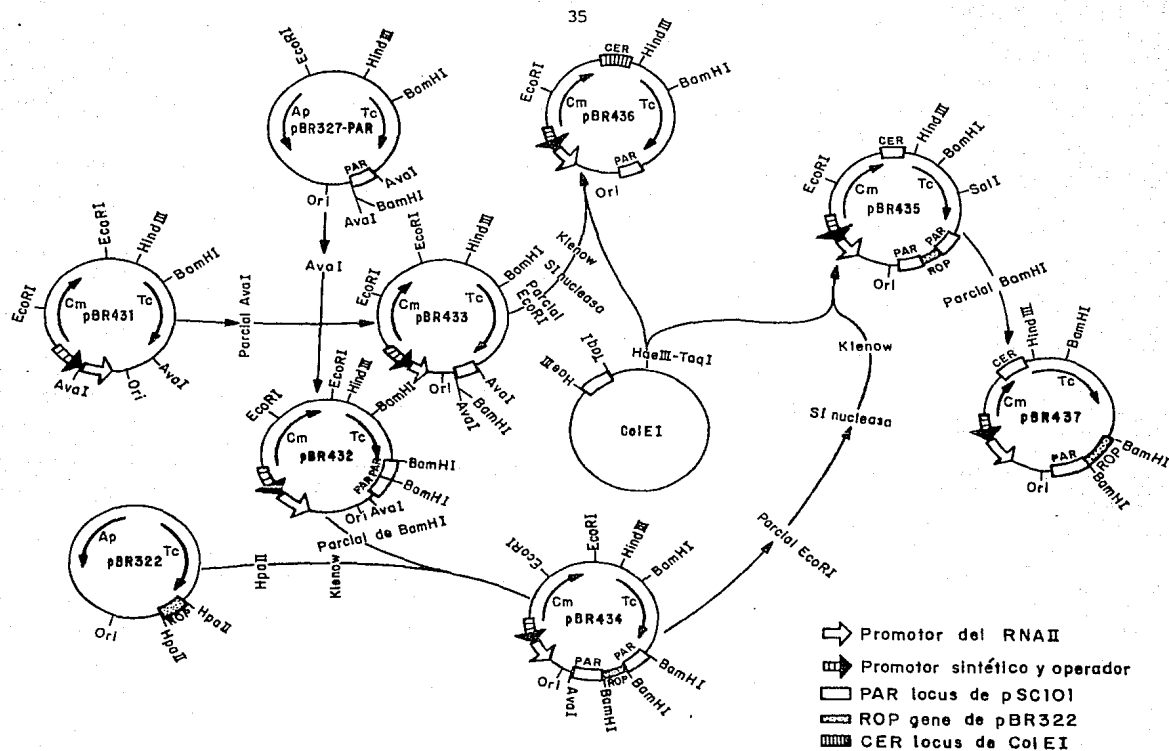 35
EcoRI
HindIII
BamHI
Ap
Tc
pBR327-PAR
PAR
AvaI
BamHI
AvaI
Ori
AvaI
CER
HindIII
BamHI
EcoRI
pBR436
Cm
Tc
PAR
Ori
CER
HindIII
BamHI
SalI
EcoRI
Cm
Tc
pBR435
PAR
PAR
ROP
Ori
EcoRI
HindIII
BamHI
EcoRI
Cm
Tc
pBR431
AvaI
Ori
AvaI
Parcial AvaI
EcoRI
HindIII
BamHI
EcoRI
Cm
Tc
pBR433
Ori
AvaI
BamHI
AvaI
Parcial
EcoRI
SI nucleasa
Klenow
HaeIII-TaqI
TaqI
HaeIII
ColEI
Klenow
SI nucleasa
Parcial EcoRI
Parcial BamHI
HindIII
BamHI
CER
Cm
Tc
pBR437
PAR
ROP
BamHI
BamHI
Ori
EcoRI
EcoRI
HindIII
BamHI
Cm
Tc
pBR432
PAR
PAR
BamHI
BamHI
Ori
AvaI
Parcial de BamHI
Ap
Tc
pBR322
ROP
HpaII
HpaII
Ori
HpaII
Klenow
EcoRI
EcoRI
HindIII
BamHI
Cm
Tc
pBR434
PAR
PAR
ROP
Ori
AvaI
BamHI
BamHI
BamHI
Promotor del RNAII
Promotor sintético y operador
PAR locus de pSC101
ROP gene de pBR322
CER locus de ColEI